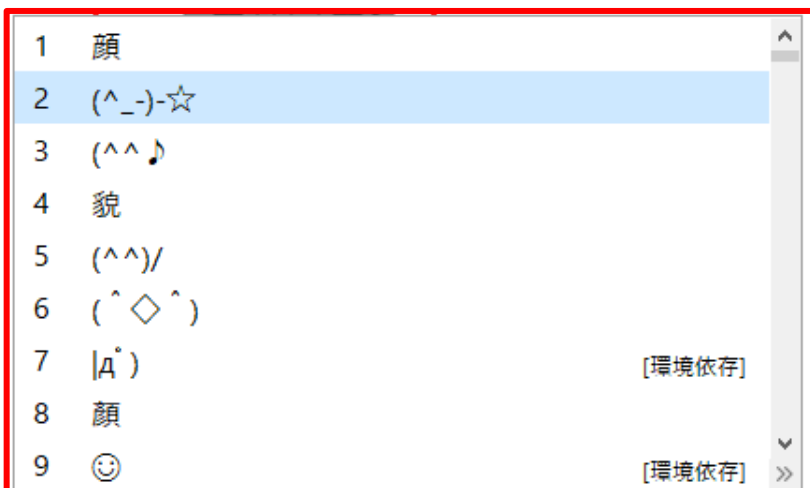 1 顔
2 (^_-)-☆
3 (^^♪
4 貌
5 (^^)/
6 (＾◇＾)
7 |дﾟ) [環境依存]
8 顏
9 ☺ [環境依存]